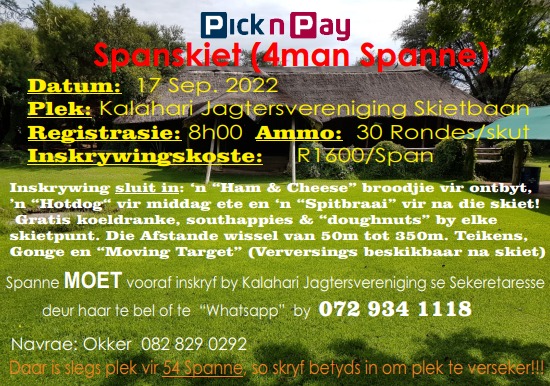 Pick n Pay
Spanskiet (4man Spanne)
Datum: 17 Sep. 2022
Plek: Kalahari Jagtersvereniging Skietbaan
Registrasie: 8h00 Ammo: 30 Rondes/skut
Inskrywingskoste: R1600/Span
Inskrywing sluit in: ‘n “Ham & Cheese” broodjie vir ontbyt,
’n “Hotdog“ vir middag ete en ‘n “Spitbraai” vir na die skiet!
Gratis koeldranke, southappies & “doughnuts” by elke
skietpunt. Die Afstande wissel van 50m tot 350m. Teikens,
Gonge en “Moving Target” (Verversings beskikbaar na skiet)
Spanne MOET vooraf inskryf by Kalahari Jagtersvereniging se Sekeretaresse
deur haar te bel of te “Whatsapp” by 072 934 1118
Navrae: Okker 082 829 0292
Daar is slegs plek vir 54 Spanne, so skryf betyds in om plek te verseker!!!